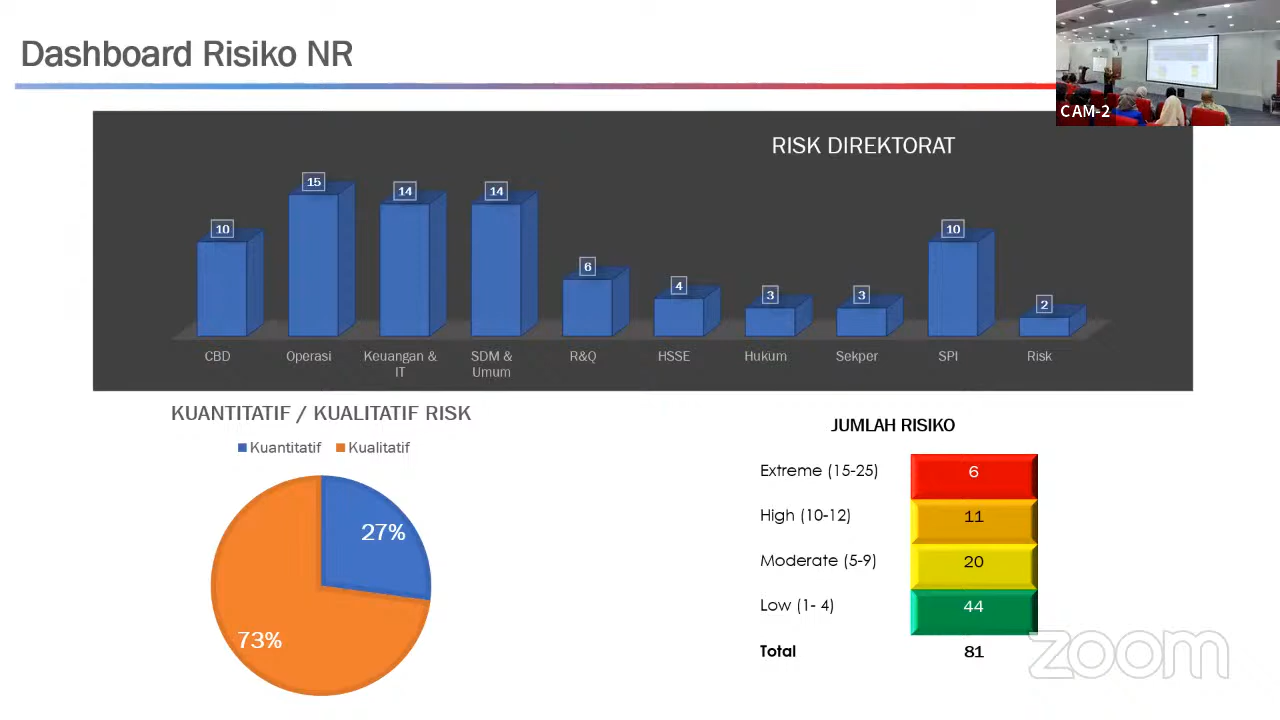 Dashboard Risiko NR
CAM-2
RISK DIREKTORAT
10
15
14
14
6
4
3
3
10
2
CBD
Operasi
Keuangan &
IT
SDM &
Umum
R&Q
HSSE
Hukum
Sekper
SPI
Risk
KUANTITATIF / KUALITATIF RISK
Kuantitatif
Kualitatif
27%
73%
JUMLAH RISIKO
Extreme (15-25)
6
High (10-12)
11
Moderate (5-9)
20
Low (1- 4)
44
Total
81
zoom